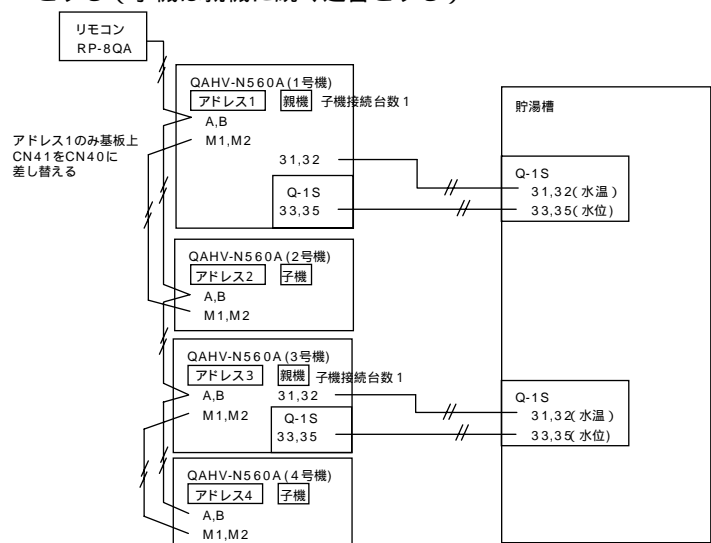 とする(子機は親機に続く連番とする)
リモコン
RP-8QA
アドレス1のみ基板上
CN41をCN40に
差し替える
QAHV-N560A(1号機)
アドレス1 親機 子機接続台数1
A,B
M1,M2
31,32
Q-1S
33,35
QAHV-N560A(2号機)
アドレス2 子機
A,B
M1,M2
QAHV-N560A(3号機)
アドレス3 親機 子機接続台数1
A,B 31,32
M1,M2
Q-1S
33,35
QAHV-N560A(4号機)
アドレス4 子機
A,B
M1,M2
貯湯槽
Q-1S
31,32(水温)
33,35(水位)
Q-1S
31,32(水温)
33,35(水位)